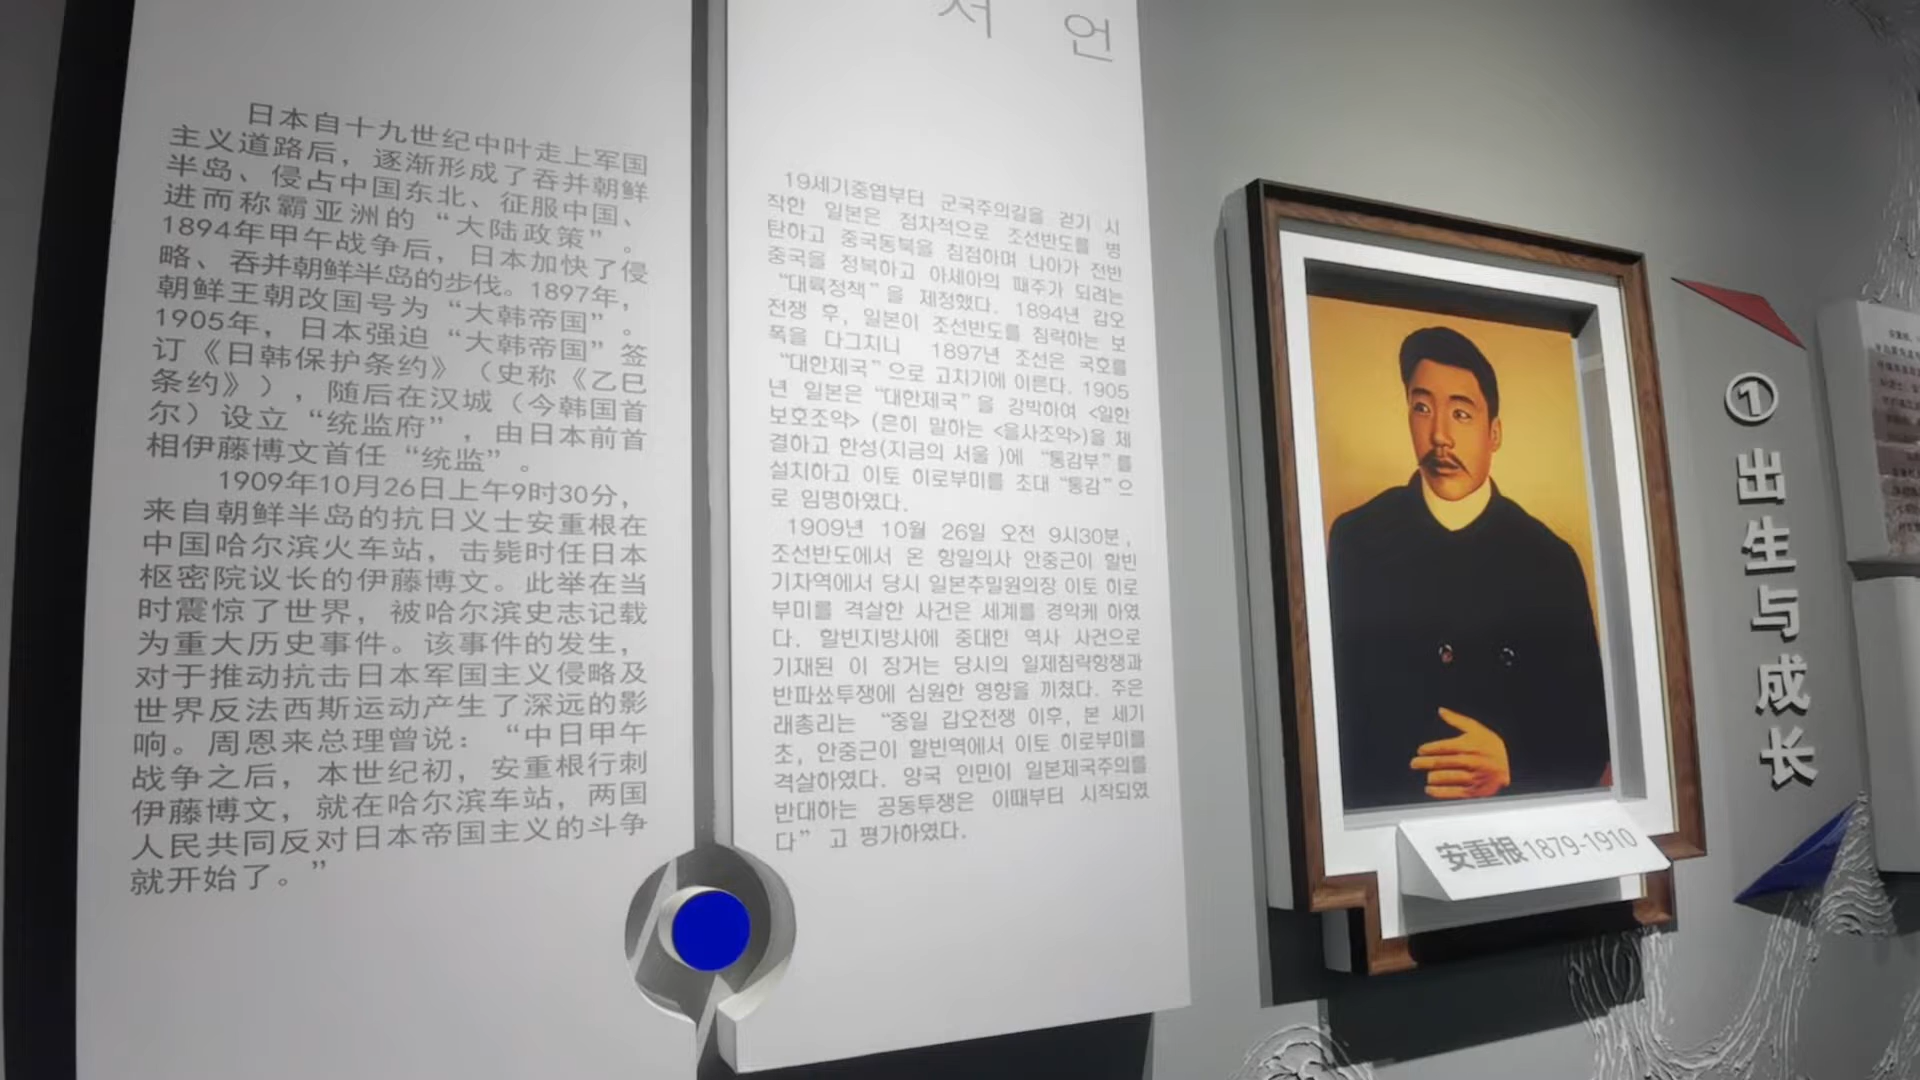 日本自十九世纪中叶走上军国
主义道路后，逐渐形成了吞并朝鲜
半岛、侵占中国东北、征服中国、
进而称霸亚洲的“大陆政策”。
1894年甲午战争后，日本加快了侵
略、吞并朝鲜半岛的步伐。1897年，
朝鲜王朝改国号为“大韩帝国”。
1905年，日本强迫“大韩帝国”签
订《日韩保护条约》（史称《乙巳
条约》），随后在汉城（今韩国首
尔）设立“统监府”，由日本前首
相伊藤博文首任“统监”。
1909年10月26日上午9时30分，
来自朝鲜半岛的抗日义士安重根在
中国哈尔滨火车站，击毙时任日本
枢密院议长的伊藤博文。此举在当
时震惊了世界，被哈尔滨史志记载
为重大历史事件。该事件的发生，
对于推动抗击日本军国主义侵略及
世界反法西斯运动产生了深远的影
响。周恩来总理曾说：“中日甲午
战争之后，本世纪初，安重根行刺
伊藤博文，就在哈尔滨车站，两国
人民共同反对日本帝国主义的斗争
就开始了。”
서 언
19세기중엽부터 군국주의길을 걷기 시
작한 일본은 점차적으로 조선반도를 병
탄하고 중국동북을 침점하며 나아가 전반
중국을 정복하고 아세아의 패주가 되려는
“대륙정책”을 제정했다. 1894년 갑오
전쟁 후, 일본이 조선반도를 침략하는 보
폭을 다그치니 1897년 조선은 국호를
“대한제국”으로 고치기에 이른다. 1905
년 일본은 “대한제국”을 강박하여 <일한
보호조약> (흔히 말하는 <을사조약>)을 체
결하고 한성(지금의 서울 )에 “통감부”를
설치하고 이토 히로부미를 초대 “통감”으
로 임명하였다.
1909년 10월 26일 오전 9시30분,
조선반도에서 온 항일의사 안중근이 할빈
기차역에서 당시 일본추밀원의장 이토 히로
부미를 격살한 사건은 세계를 경악케 하였
다. 할빈지방사에 중대한 역사 사건으로
기재된 이 장거는 당시의 일제침략항쟁과
반파쑈투쟁에 심원한 영향을 끼쳤다. 주은
래총리는 “중일 갑오전쟁 이후, 본 세기
초, 안중근이 할빈역에서 이토 히로부미를
격살하였다. 양국 인민이 일본제국주의를
반대하는 공동투쟁은 이때부터 시작되였
다” 고 평가하였다.
安重根1879-1910
①出生与成长